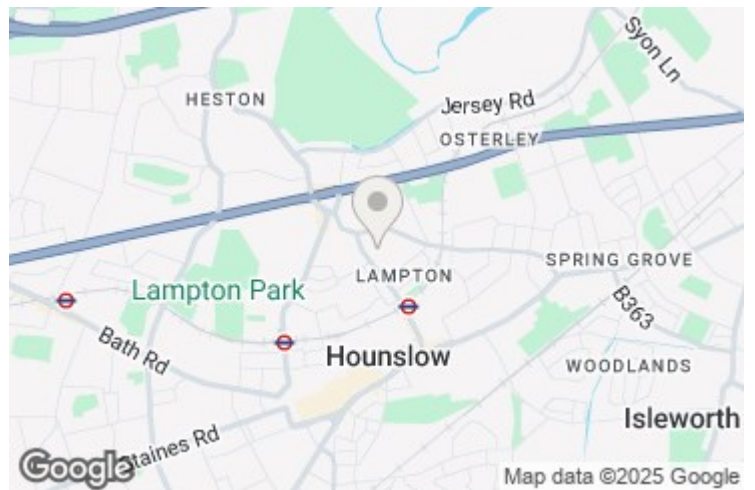 Syon Ln
HESTON
Jersey Rd
OSTERLEY
SPRING GROVE
LAMPTON
Lampton Park
B363
Bath Rd
Hounslow
WOODLANDS
Isleworth
Staines Rd
Google
Map data ©2025 Google